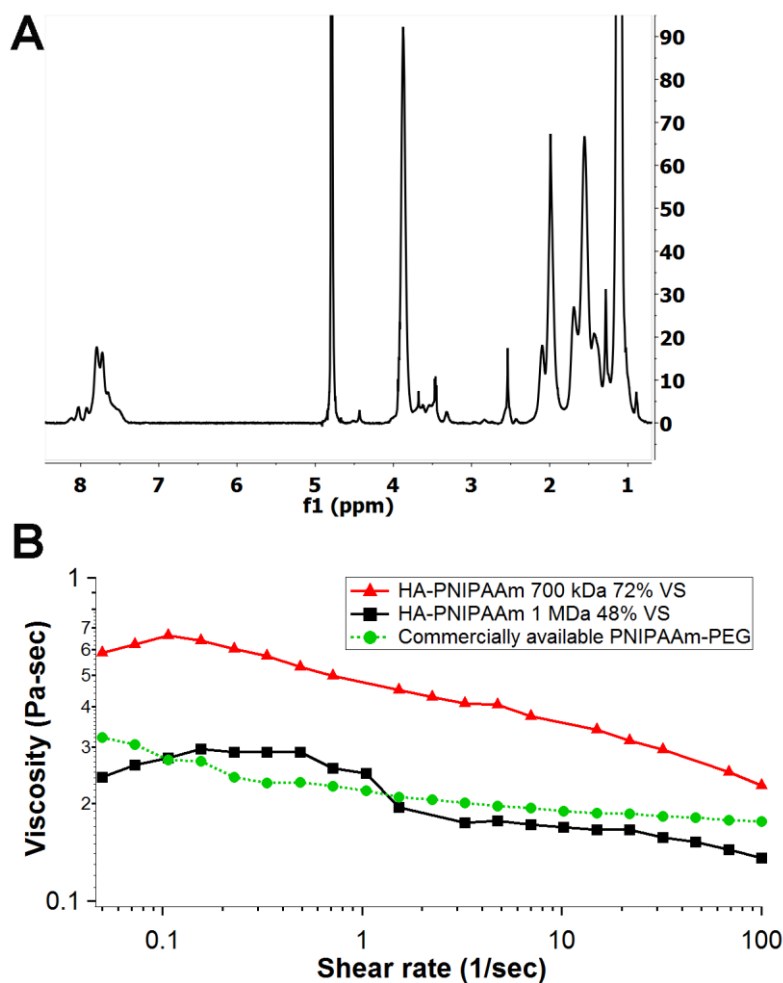 A
90
80
70
60
50
40
30
20
10
0
8 7 6 5 4 3 2 1
f1 (ppm)
B
1
7
6
5
4
3
2
0.1
Viscosity (Pa-sec)
HA-PNIPAAm 700 kDa 72% VS
HA-PNIPAAm 1 MDa 48% VS
Commercially available PNIPAAm-PEG
0.1 1 10 100
Shear rate (1/sec)